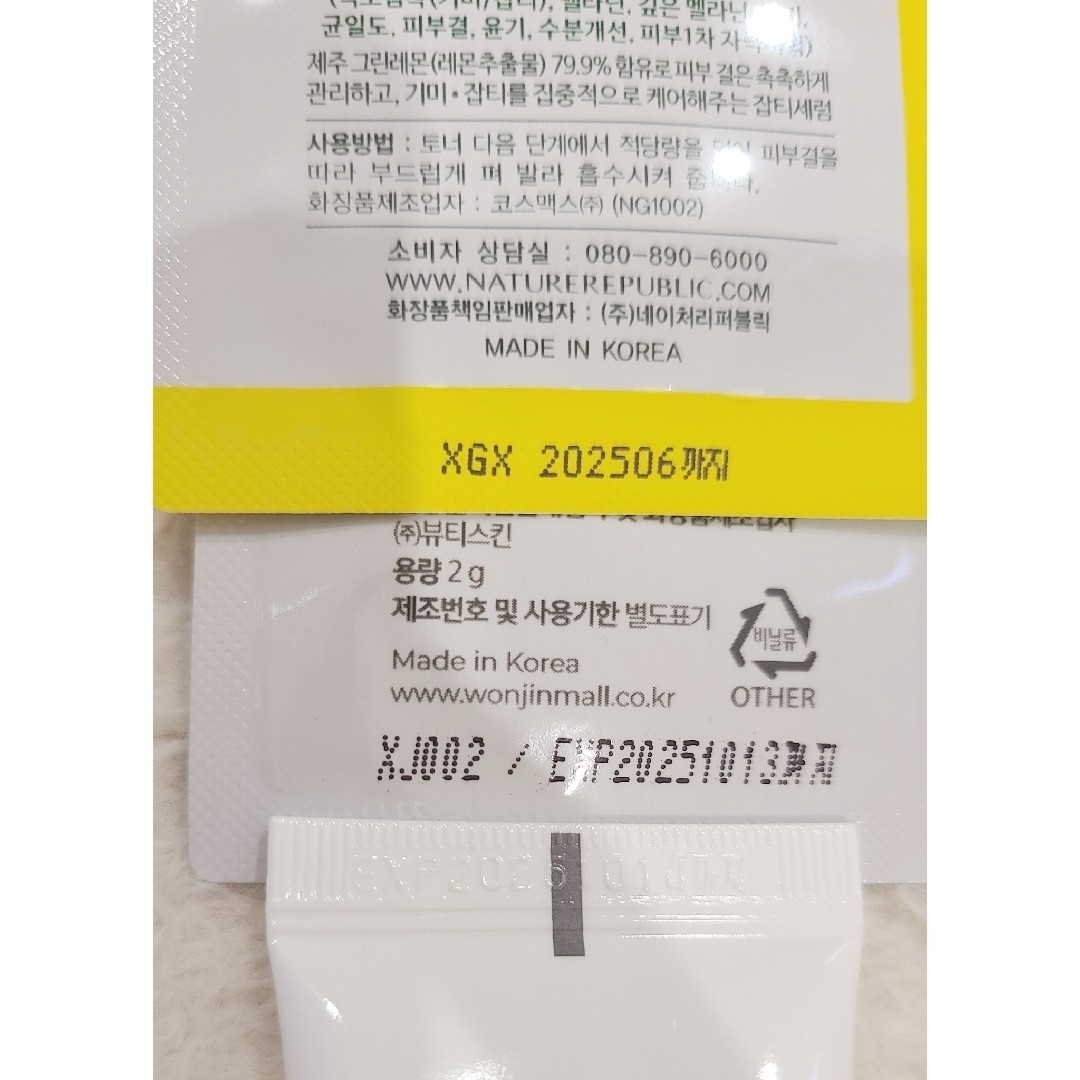 균일도, 피부결, 윤기, 수분개선, 피부1차
제주 그린레몬(레몬추출물) 79.9% 함유로 피부 결은 촉촉하게
관리하고, 기미•잡티를 집중적으로 케어해주는 잡티세럼
사용방법 : 토너 다음 단계에서 적당량을 피부결을
따라 부드럽게 펴 발라 흡수시켜
화장품제조업자 : 코스맥스㈜ (NG1002)
소비자 상담실 : 080-890-6000
WWW.NATUREREPUBLIC.COM
화장품책임판매업자 : (주)네이처리퍼블릭
MADE IN KOREA
XGX 202506까지
㈜뷰티스킨
용량 2 g
제조번호 및 사용기한 별도표기
Made in Korea
www.wonjinmall.co.kr
비닐류
OTHER
XJ002 / EXP20251013까지